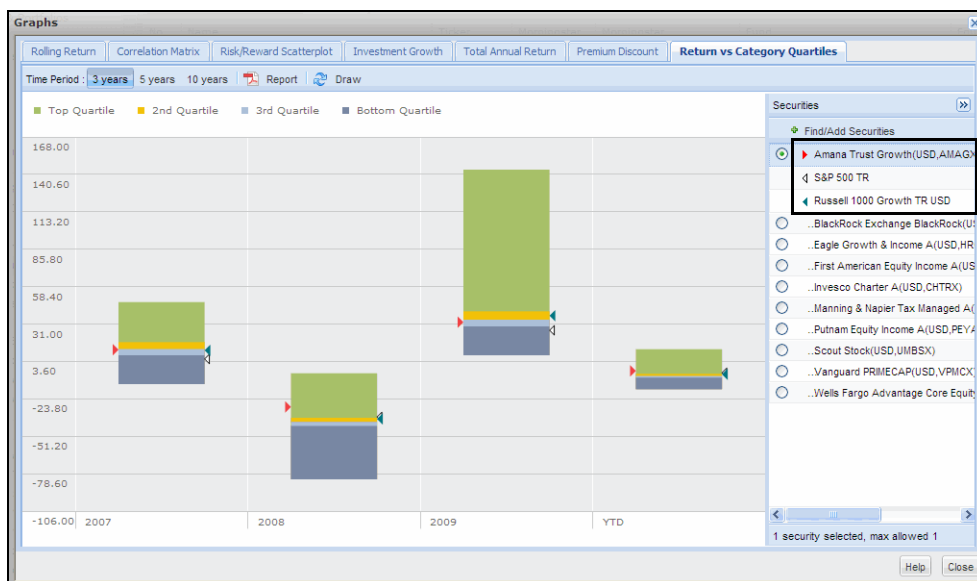 Graphs
Rolling Return Correlation Matrix Risk/Reward Scatterplot Investment Growth Total Annual Return Premium Discount Return vs Category Quartiles
Time Period : 3 years 5 years 10 years Report Draw
Top Quartile 2nd Quartile 3rd Quartile Bottom Quartile
168.00
140.60
113.20
85.80
58.40
31.00
3.60
-23.80
-51.20
-78.60
-106.00 2007 2008 2009 YTD
Securities
Find/Add Securities
Amana Trust Growth(USD,AMAGX
S&P 500 TR
Russell 1000 Growth TR USD
..BlackRock Exchange BlackRock(US
..Eagle Growth & Income A(USD,HR
..First American Equity Income A(US
..Invesco Charter A(USD,CHTRX)
..Manning & Napier Tax Managed A(
..Putnam Equity Income A(USD,PEYA
..Scout Stock(USD,UMBSX)
..Vanguard PRIMECAP(USD,VPMCX)
..Wells Fargo Advantage Core Equity
1 security selected, max allowed 1
Help Close